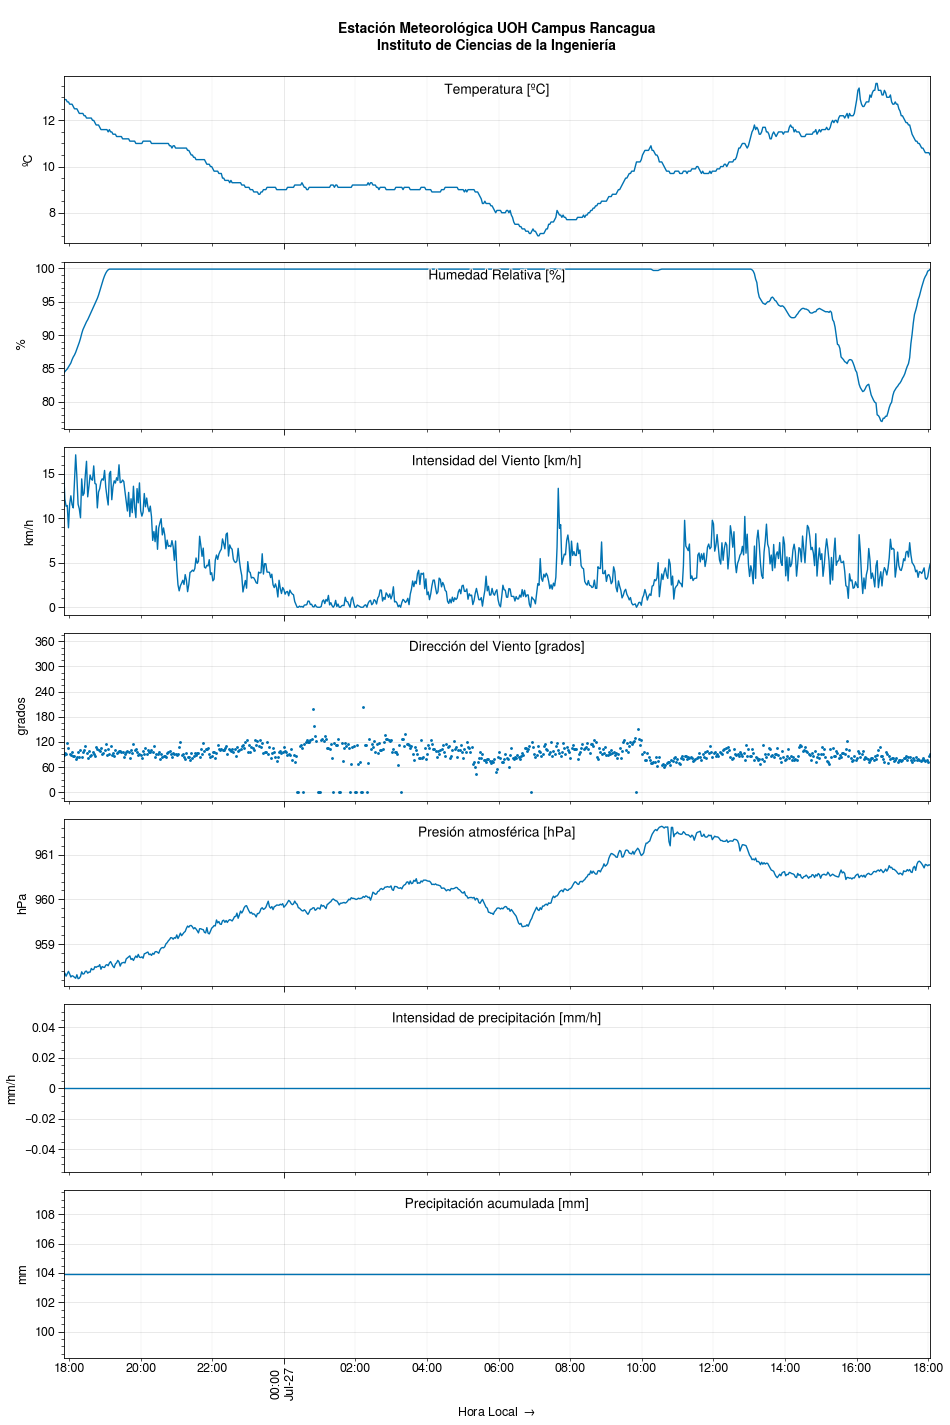 Estación Meteorológica UOH Campus Rancagua
Instituto de Ciencias de la Ingeniería
Temperatura [ºC]
12
10
8
ºC
Humedad Relativa [%]
100
95
90
85
80
%
Intensidad del Viento [km/h]
15
10
5
0
km/h
Dirección del Viento [grados]
360
300
240
180
120
60
0
grados
Presión atmosférica [hPa]
961
960
959
hPa
Intensidad de precipitación [mm/h]
0.04
0.02
0
−0.02
−0.04
mm/h
Precipitación acumulada [mm]
108
106
104
102
100
mm
18:00 20:00 22:00 00:00 02:00 04:00 06:00 08:00 10:00 12:00 14:00 16:00 18:00
Jul-27
Hora Local →